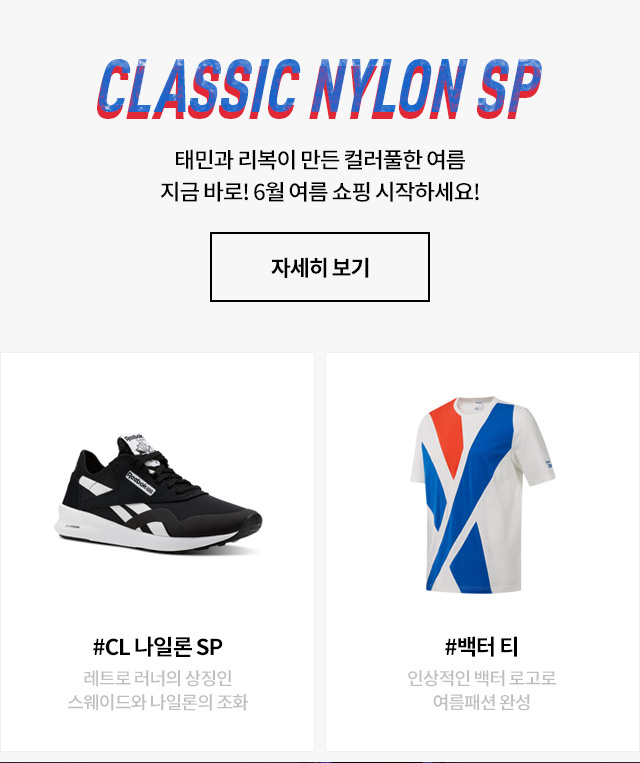 CLASSIC NYLON SP
태민과 리복이 만든 컬러풀한 여름
지금 바로! 6월 여름 쇼핑 시작하세요!
자세히 보기
Reebok
Reebok
#CL 나일론 SP
레트로 러너의 상징인
스웨이드와 나일론의 조화
#백터 티
인상적인 백터 로고로
여름패션 완성